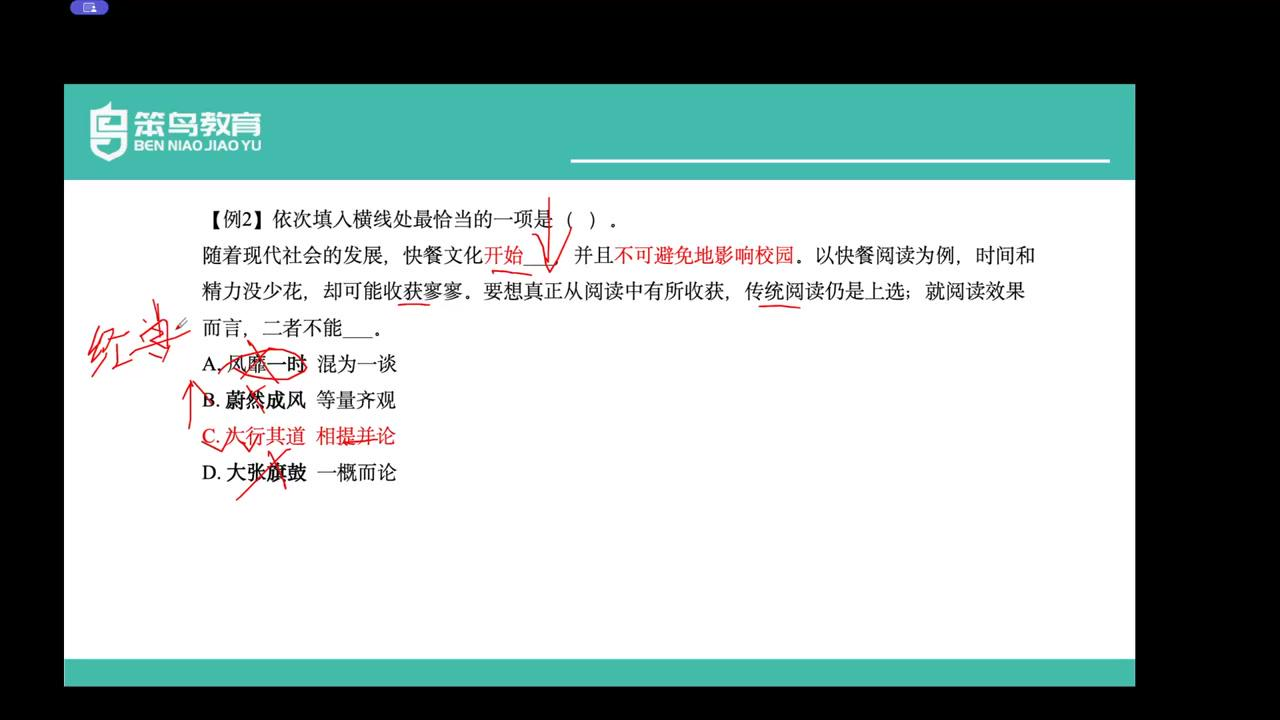 笨鸟教育
BEN NIAO JIAO YU
【例2】依次填入横线处最恰当的一项是（ ）。
随着现代社会的发展，快餐文化开始___，并且不可避免地影响校园。以快餐阅读为例，时间和
精力没少花，却可能收获寥寥。要想真正从阅读中有所收获，传统阅读仍是上选；就阅读效果
而言，二者不能___。
A. 风靡一时 混为一谈
B. 蔚然成风 等量齐观
C. 大行其道 相提并论
D. 大张旗鼓 一概而论